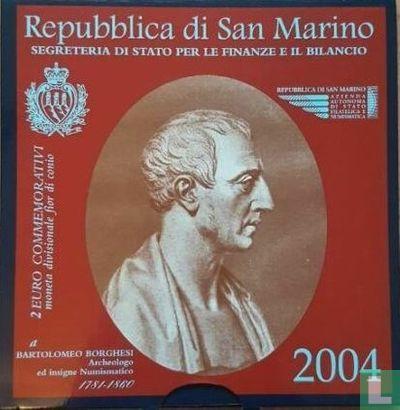 Repubblica di San Marino
SEGRETERIA DI STATO PER LE FINANZE E IL BILANCIO
REPUBBLICA DI SAN MARINO
AZIENDA
AUTONOMA
DI STATO
FILATELICA E
NUMISMATICA
2 EURO COMMEMORATIVI
moneta divisionale fior di conio
a
BARTOLOMEO BORGHESI
Archeologo
ed insigne Numismatico
1781-1860
2004